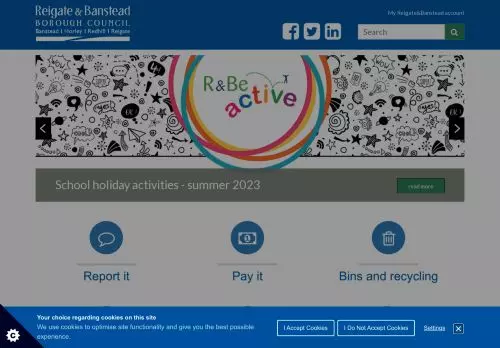 Reigate & Banstead
BOROUGH COUNCIL
Banstead | Horley | Redhill | Reigate
My Reigate&Banstead account
Search
R&Be
active
School holiday activities - summer 2023
read more
Report it
Pay it
Bins and recycling
Your choice regarding cookies on this site
We use cookies to optimise site functionality and give you the best possible
experience.
I Accept Cookies
I Do Not Accept Cookies
Settings